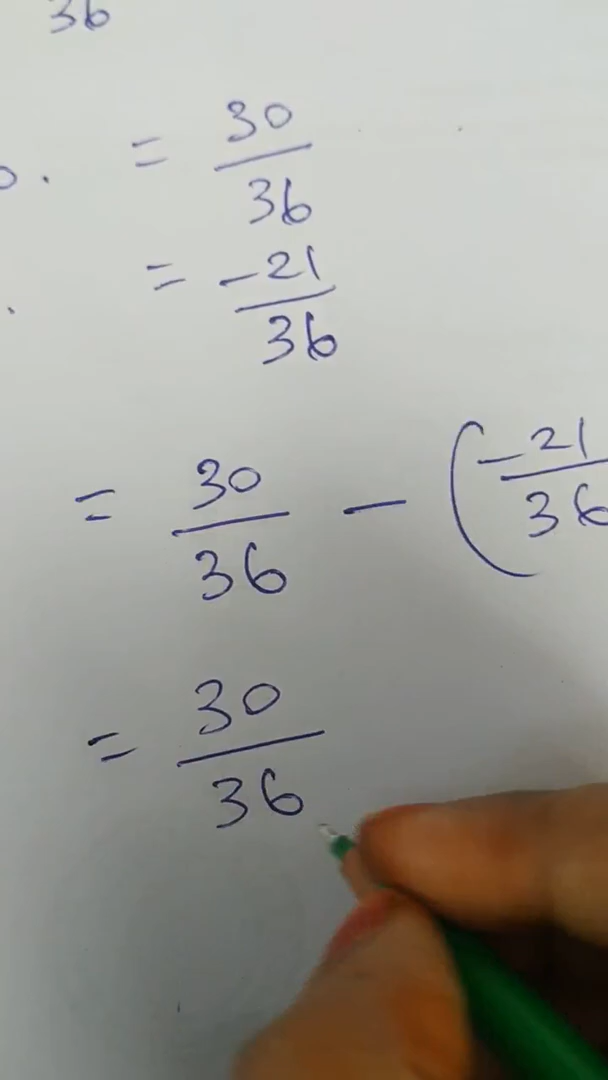 36
. = 30/36
. = -21/36
= 30/36 - (-21/36
= 30/36